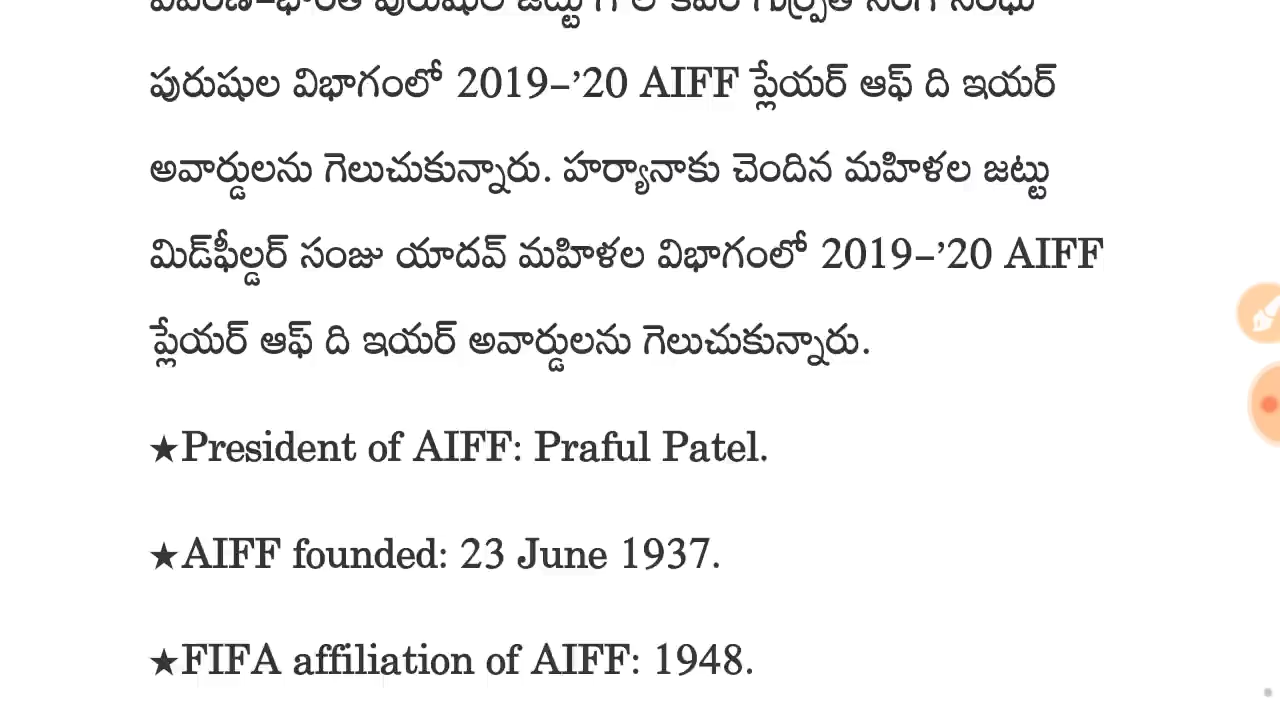 పురుషుల విభాగంలో 2019–’20 AIFF ప్లేయర్ ఆఫ్ ది ఇయర్
అవార్డులను గెలుచుకున్నారు. హర్యానాకు చెందిన మహిళల జట్టు
మిడ్‌ఫీల్డర్ సంజు యాదవ్ మహిళల విభాగంలో 2019–’20 AIFF
ప్లేయర్ ఆఫ్ ది ఇయర్ అవార్డులను గెలుచుకున్నారు.
★President of AIFF: Praful Patel.
★AIFF founded: 23 June 1937.
★FIFA affiliation of AIFF: 1948.